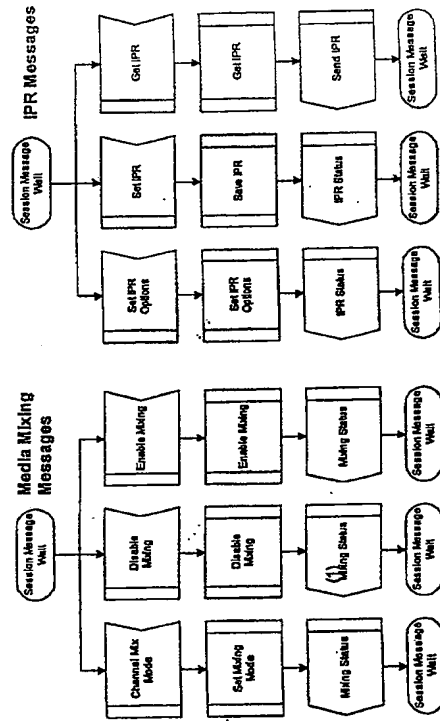 Media Mixing
Messages
Session Message
Wait
Channel Mix
Mode
Disable
Mixing
Enable Mixing
Set Mixing
Mode
Disable
Mixing
Enable Mixing
Mixing Status
(1)
Mixing Status
Mixing Status
Session Message
Wait
Session Message
Wait
Session Message
Wait
IPR Messages
Session Message
Wait
Set IPR
Options
Set IPR
Get IPR
Set IPR
Options
Save IPR
Get IPR
IPR Status
IPR Status
Send IPR
Session Message
Wait
Session Message
Wait
Session Message
Wait